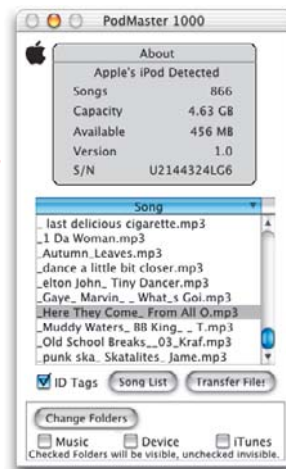 PodMaster 1000
About
Apple's iPod Detected
Songs 866
Capacity 4.63 GB
Available 456 MB
Version 1.0
S/N U2144324LG6
Song
_ last delicious cigarette.mp3
_1 Da Woman.mp3
_Autumn_Leaves.mp3
_dance a little bit closer.mp3
_elton John_ Tiny Dancer.mp3
_Gaye_ Marvin_ _ What_s Goi.mp3
_Here They Come_ From All O.mp3
_Muddy Waters_ BB King_ _ T.mp3
_Old School Breaks__03_Kraf.mp3
_punk ska_ Skatalites_ Jame.mp3
ID Tags Song List Transfer Files
Change Folders
Music Device iTunes
Checked Folders will be visible, unchecked invisible.